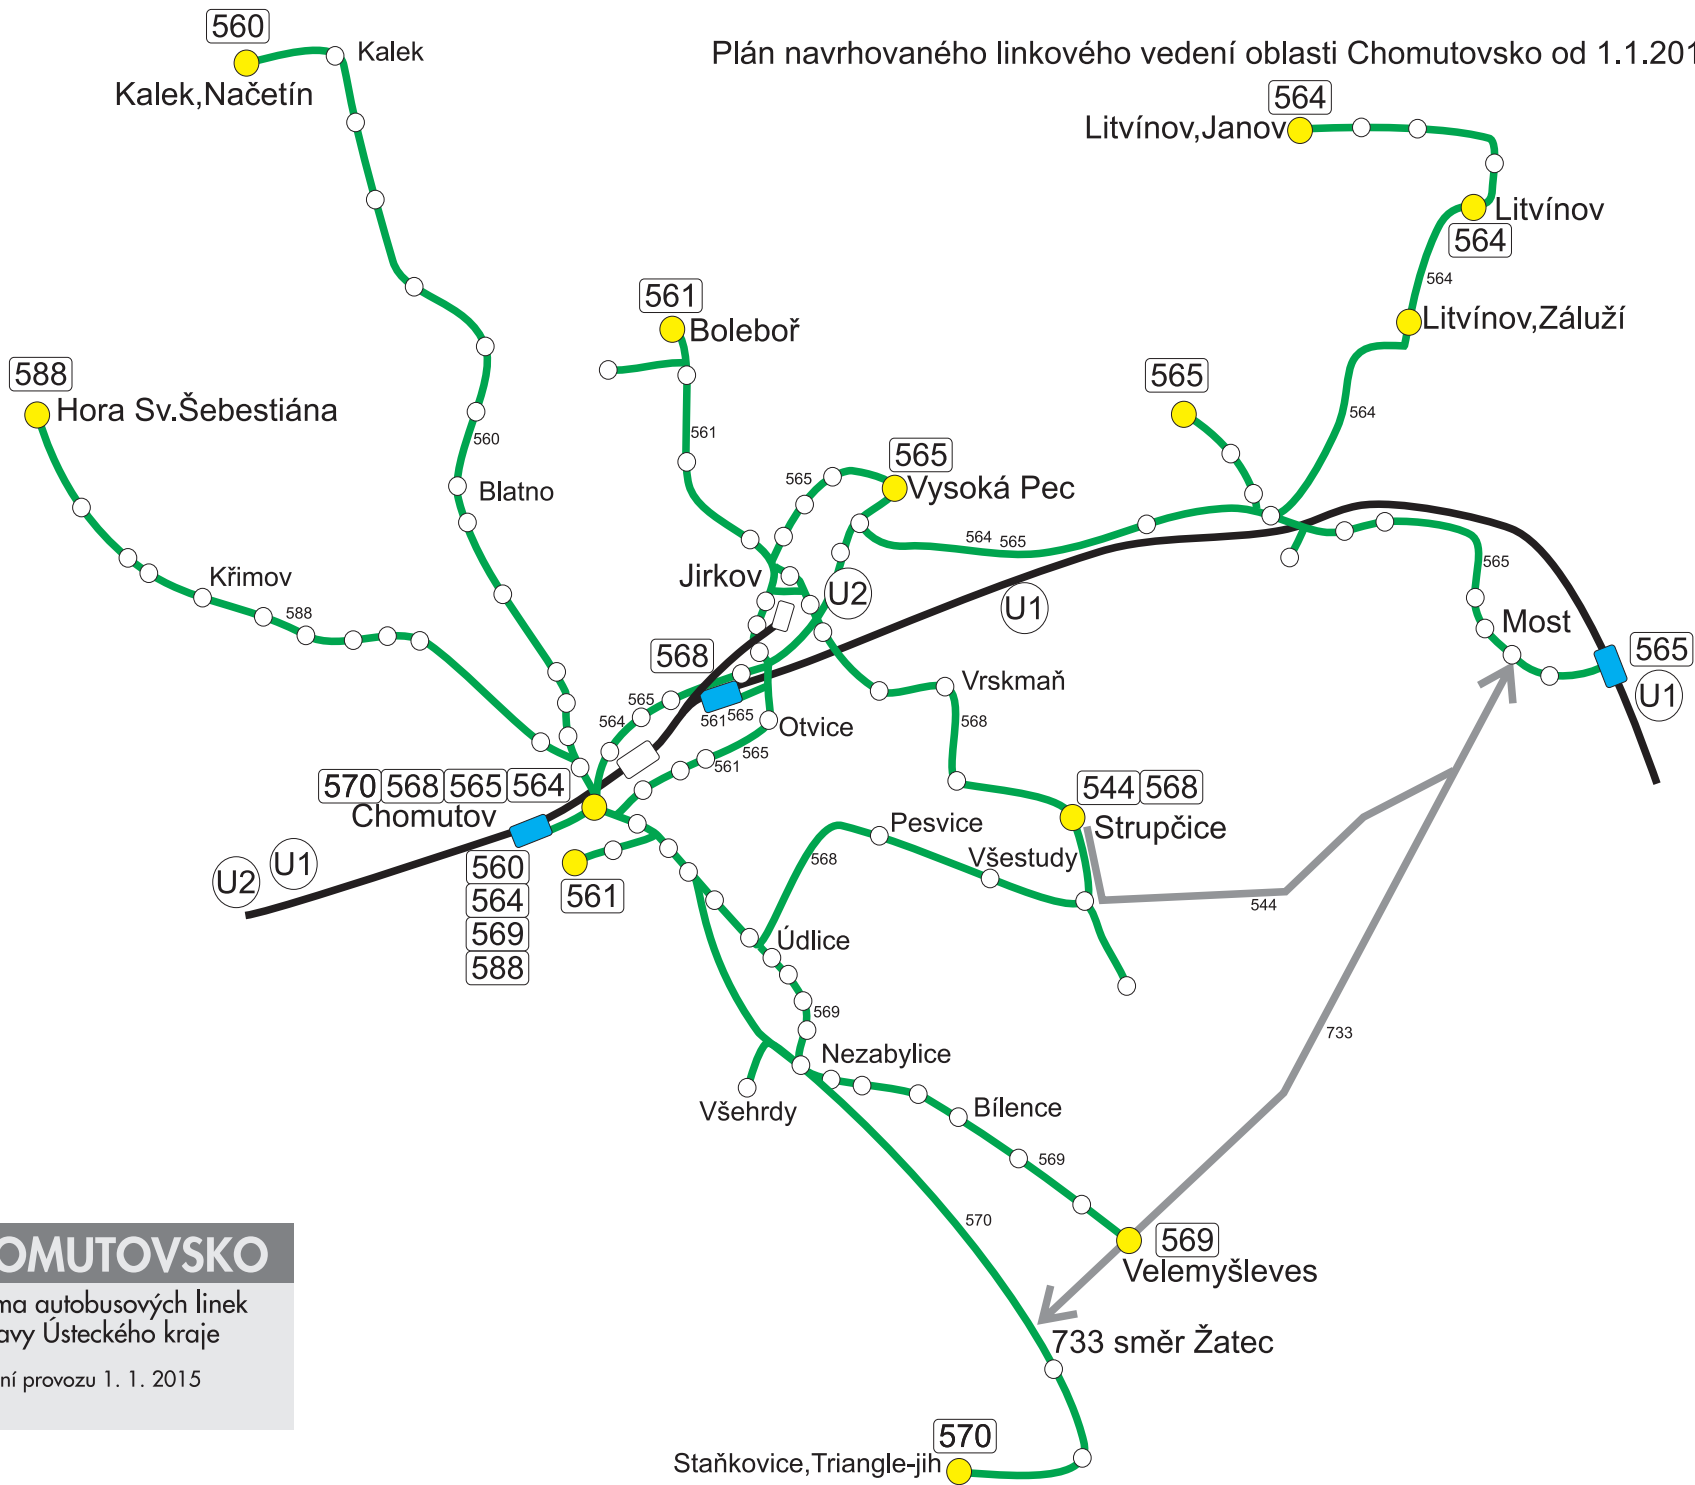 560
Kalek
Kalek,Načetín
Plán navrhovaného linkového vedení oblasti Chomutovsko od 1.1.201
564
Litvínov,Janov
Litvínov
564
564
Litvínov,Záluží
561
Boleboř
588
Hora Sv.Šebestiána
565
564
560
561
Blatno
565
565
Vysoká Pec
564 565
565
Křimov
588
Jirkov
U2
U1
Most
565
U1
568
Vrskmaň
565
564
561 565
568
Otvice
565
561
570 568 565 564
Chomutov
544 568
Strupčice
Pesvice
Všestudy
568
U2 U1
560
564
569
588
561
544
Údlice
569
733
Nezabylice
Všehrdy
Bílence
569
570
569
Velemyšleves
OMUTOVSKO
ma autobusových linek
avy Ústeckého kraje
ní provozu 1. 1. 2015
733 směr Žatec
570
Staňkovice,Triangle-jih